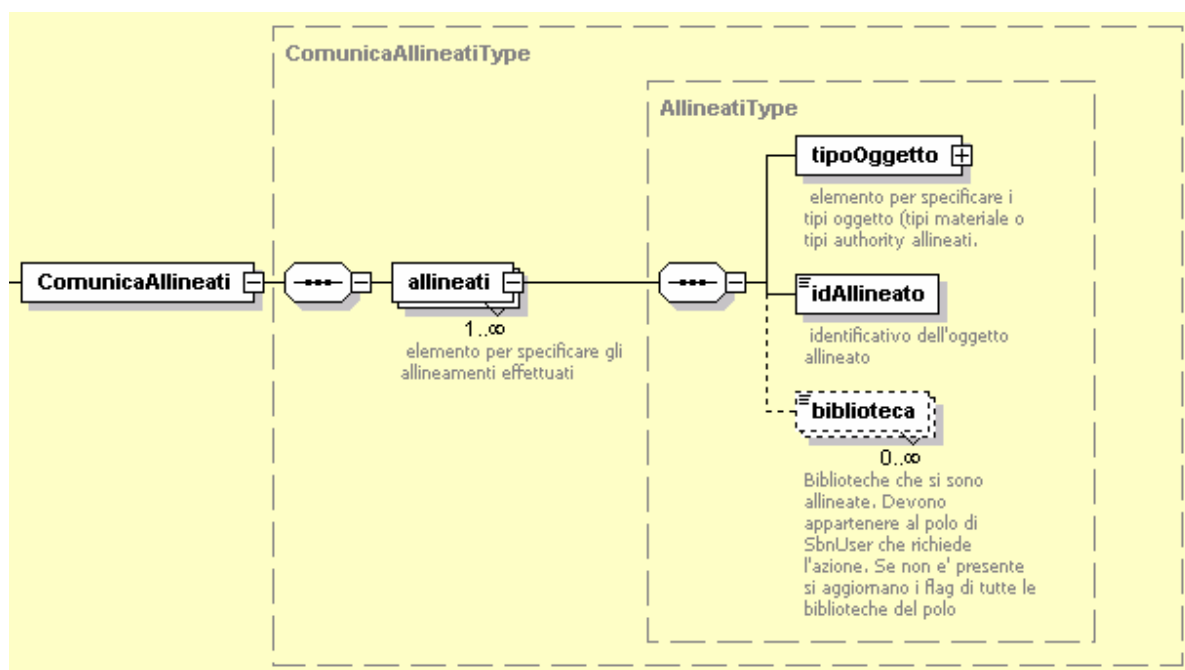 ComunicaAllineatiType
AllineatiType
tipoOggetto
elemento per specificare i
tipi oggetto (tipi materiale o
tipi authority allineati.
ComunicaAllineati
allineati
1..∞
elemento per specificare gli
allineamenti effettuati
idAllineato
identificativo dell'oggetto
allineato
biblioteca
0..∞
Biblioteche che si sono
allineate. Devono
appartenere al polo di
SbnUser che richiede
l'azione. Se non e' presente
si aggiornano i flag di tutte le
biblioteche del polo